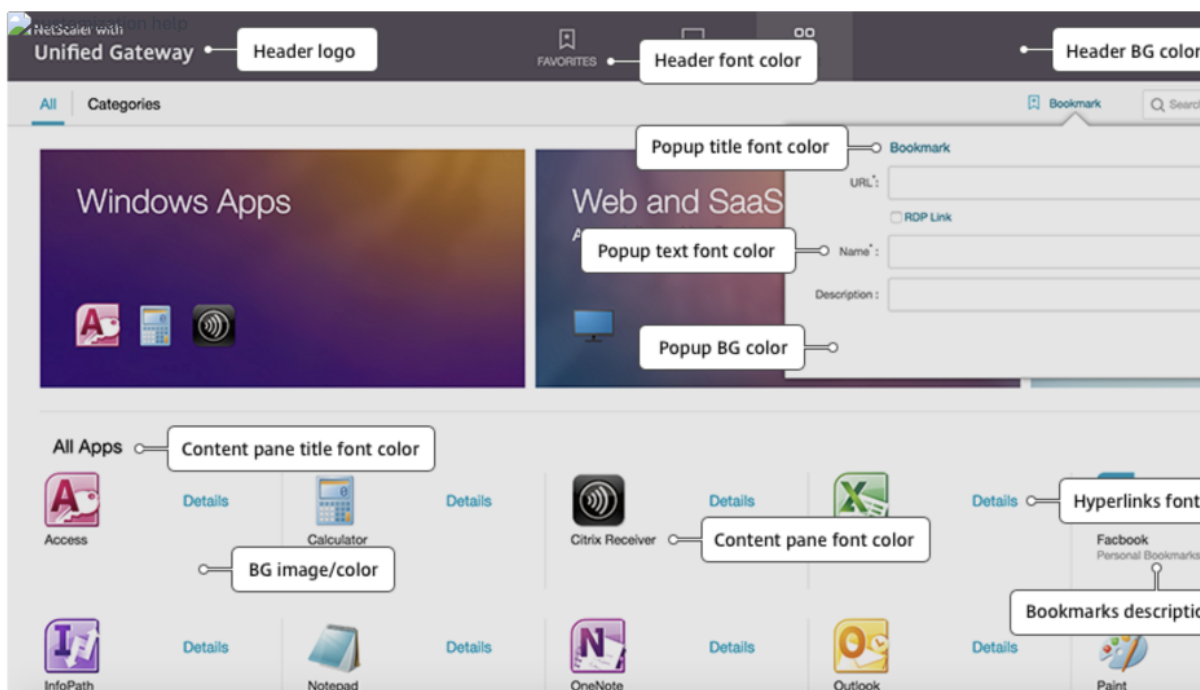 customization help
NetScaler with
Unified Gateway
Header logo
FAVORITES
Header font color
Header BG color
All
Categories
Bookmark
Search
Popup title font color
Bookmark
URL*:
RDP Link
Windows Apps
Web and SaaS
Popup text font color
Name*:
Description :
Popup BG color
All Apps
Content pane title font color
Details
Details
Details
Details
Hyperlinks font
Access
Calculator
Citrix Receiver
Content pane font color
Facbook
Personal Bookmarks
BG image/color
Bookmarks descriptio
Details
Details
Details
Details
InfoPath
Notepad
OneNote
Outlook
Paint